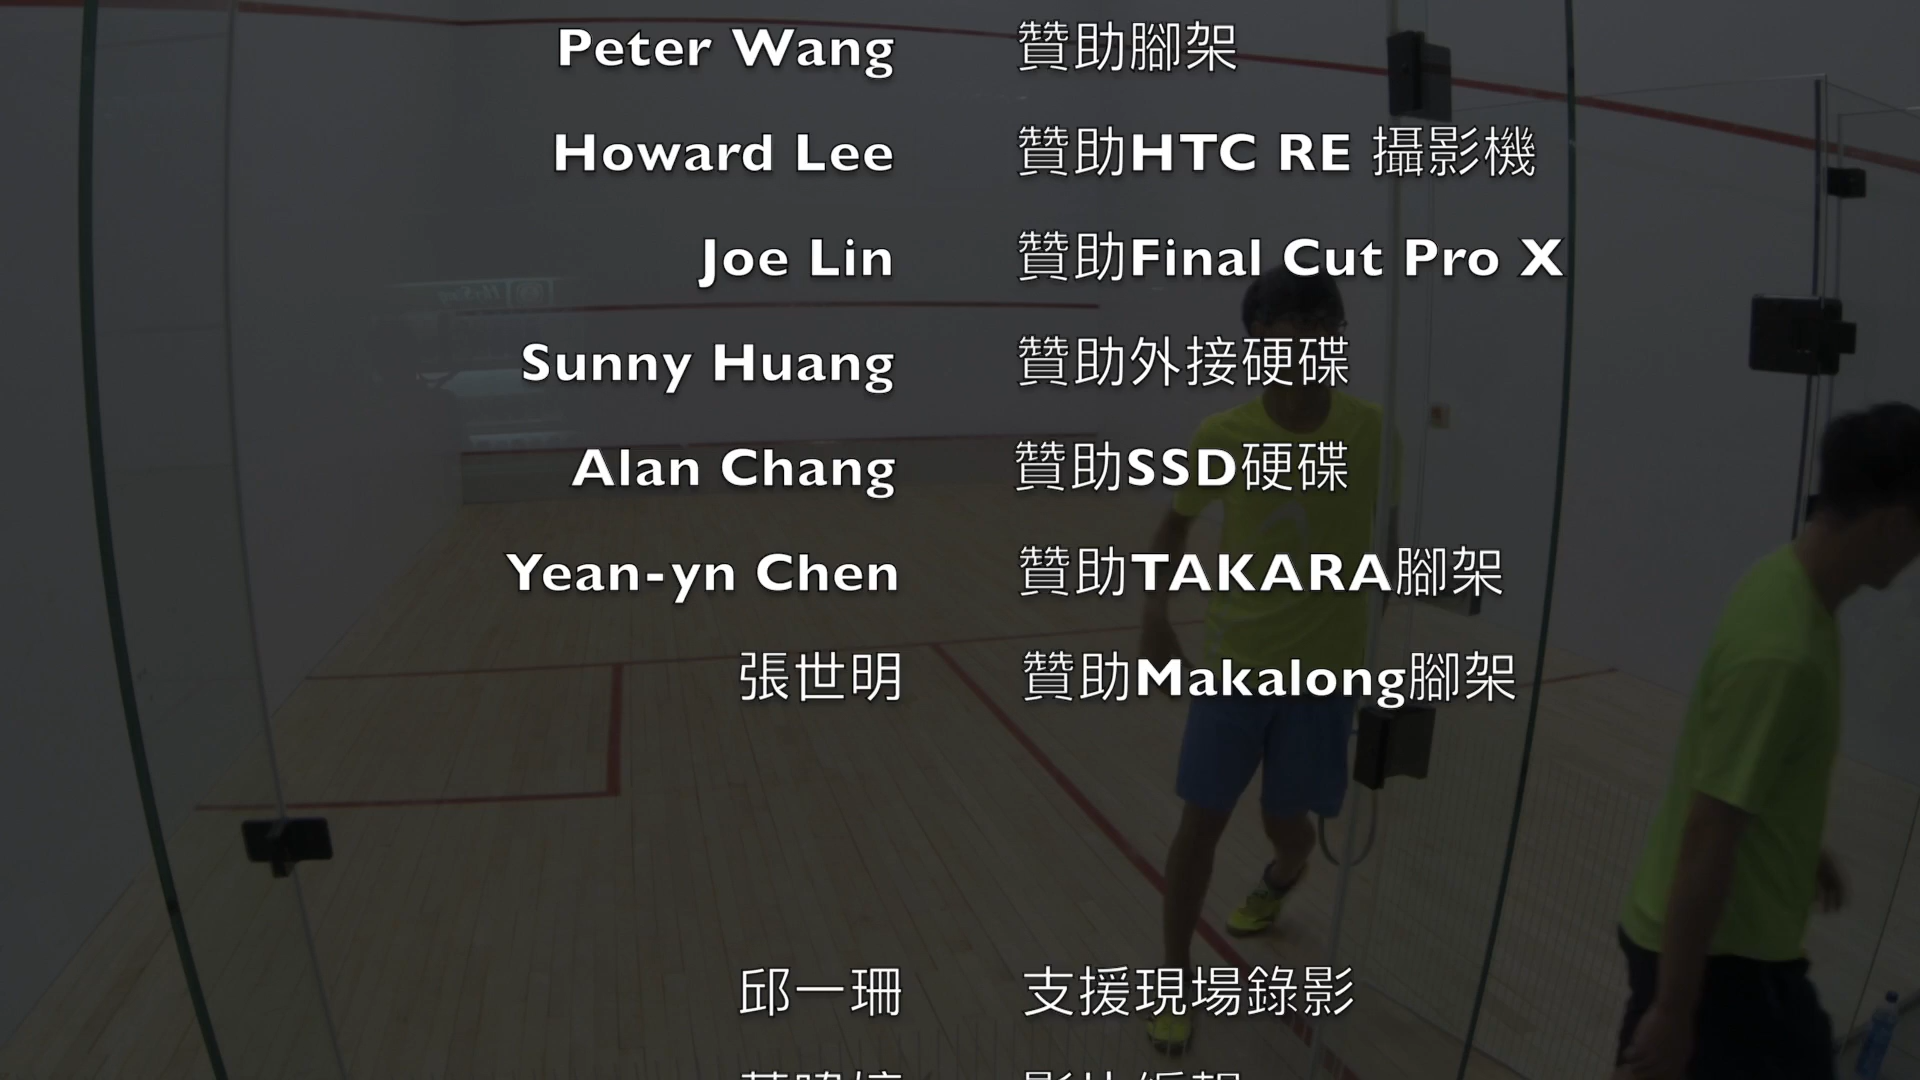 Peter Wang 贊助腳架
Howard Lee 贊助HTC RE 攝影機
Joe Lin 贊助Final Cut Pro X
Sunny Huang 贊助外接硬碟
Alan Chang 贊助SSD硬碟
Yean-yn Chen 贊助TAKARA腳架
張世明 贊助Makalong腳架
邱一珊 支援現場錄影